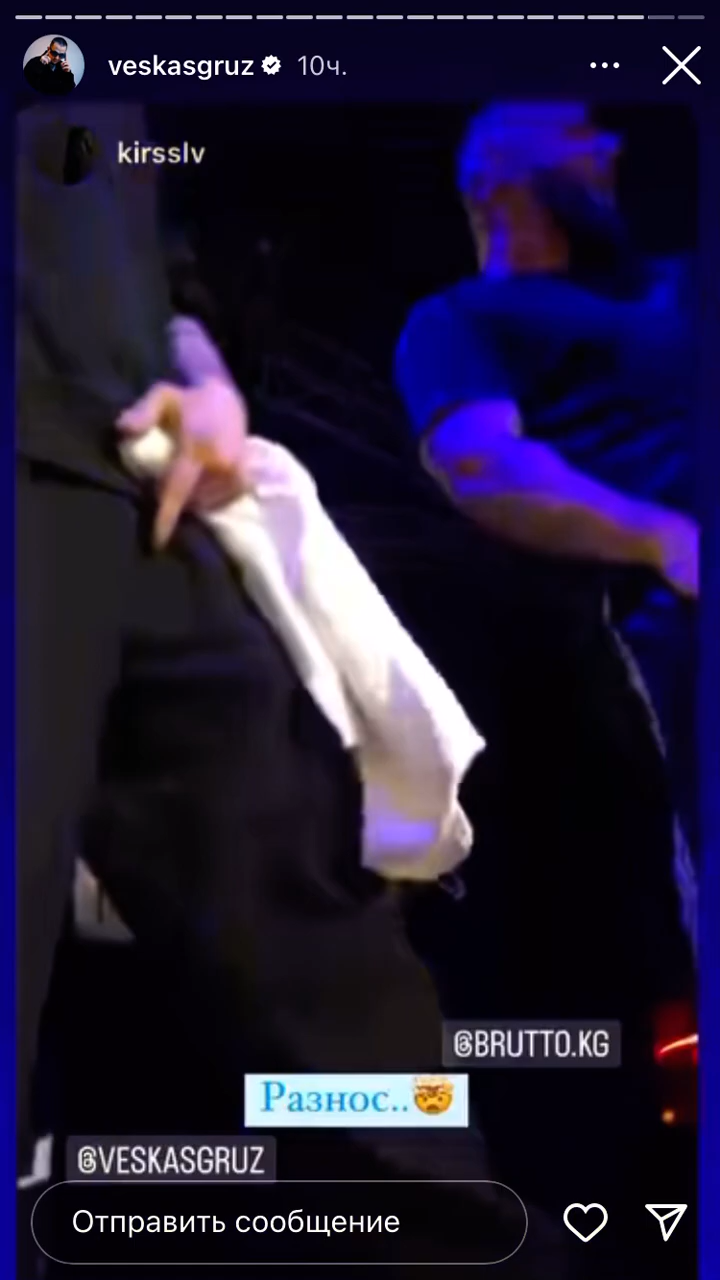 veskasgruz 10ч.
kirsslv
@BRUTTO.KG
Разнос..🤯
@VESKASGRUZ
Отправить сообщение